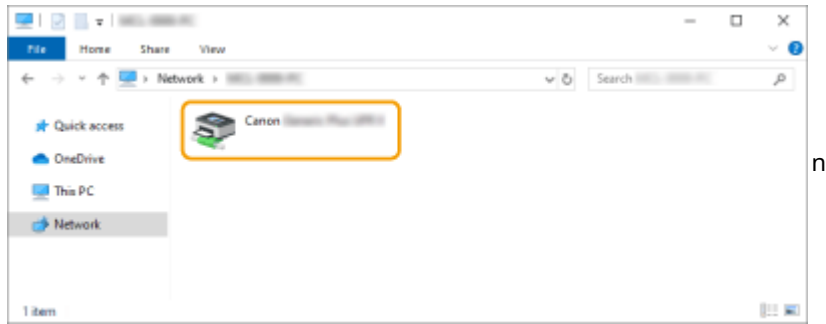 File Home Share View
Network
Search
Quick access
Canon
OneDrive
This PC
n
Network
1 item